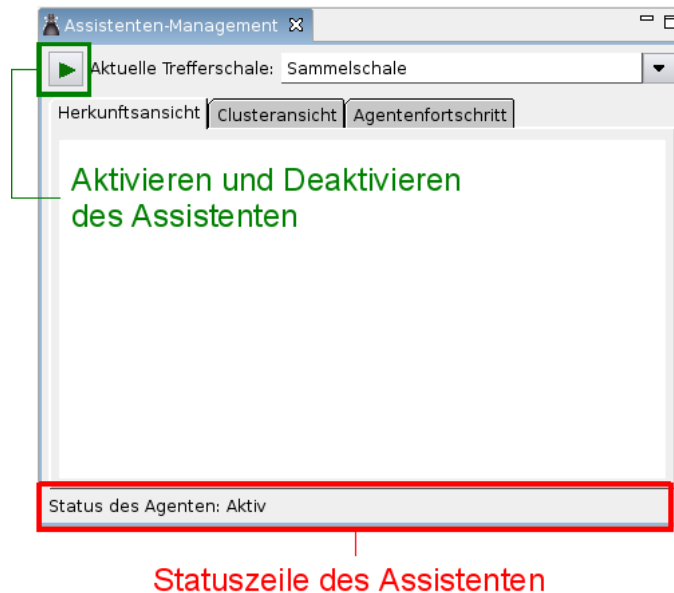 Assistenten-Management
Aktuelle Trefferschale: Sammelschale
Herkunftsansicht Clusteransicht Agentenfortschritt
Aktivieren und Deaktivieren
des Assistenten
Status des Agenten: Aktiv
Statuszeile des Assistenten